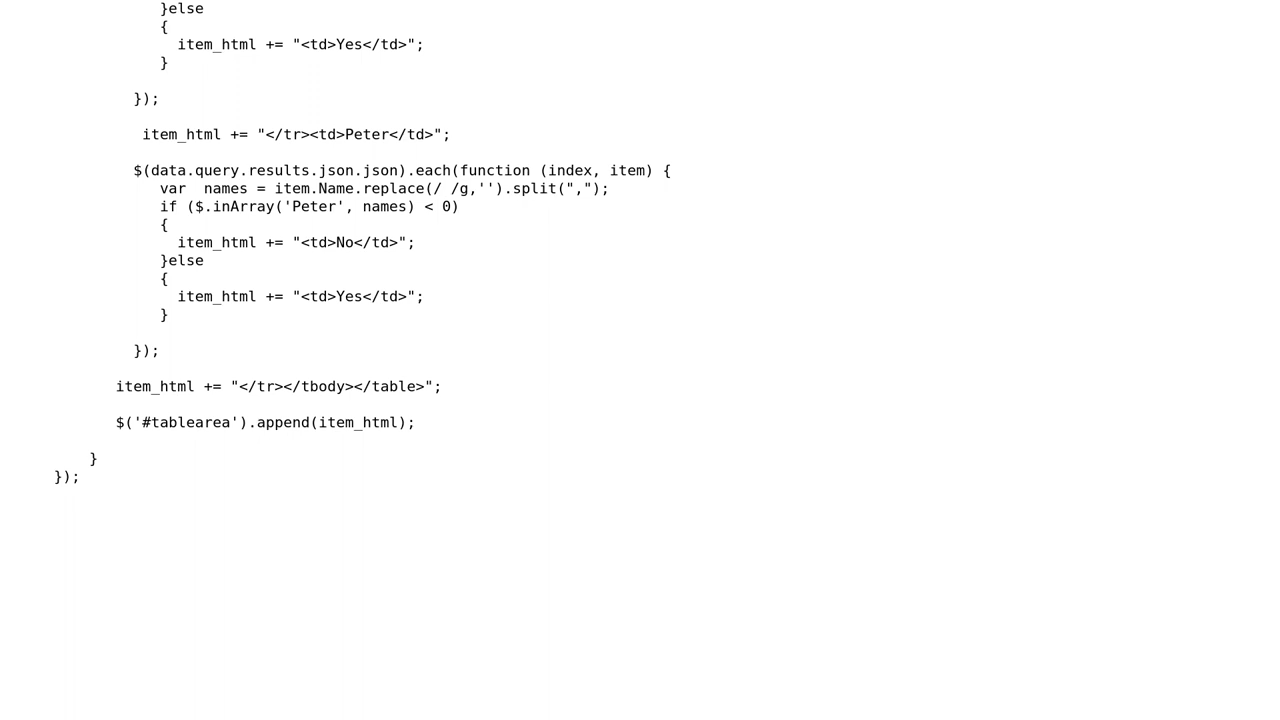 }else
{
item_html += "<td>Yes</td>";
}
});
item_html += "</tr><td>Peter</td>";
$(data.query.results.json.json).each(function (index, item) {
var  names = item.Name.replace(/ /g,'').split(",");
if ($.inArray('Peter', names) < 0)
{
item_html += "<td>No</td>";
}else
{
item_html += "<td>Yes</td>";
}
});
item_html += "</tr></tbody></table>";
$('#tablearea').append(item_html);
}
});